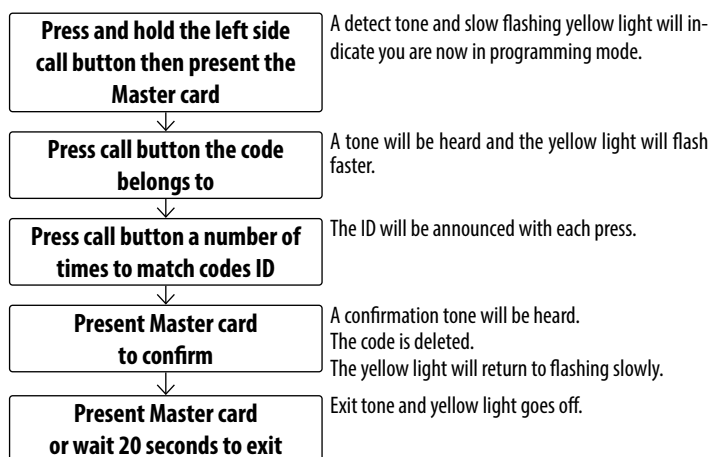 Press and hold the left side
call button then present the
Master card
A detect tone and slow flashing yellow light will in-
dicate you are now in programming mode.
Press call button the code
belongs to
A tone will be heard and the yellow light will flash
faster.
Press call button a number of
times to match codes ID
The ID will be announced with each press.
Present Master card
to confirm
A confirmation tone will be heard.
The code is deleted.
The yellow light will return to flashing slowly.
Present Master card
or wait 20 seconds to exit
Exit tone and yellow light goes off.